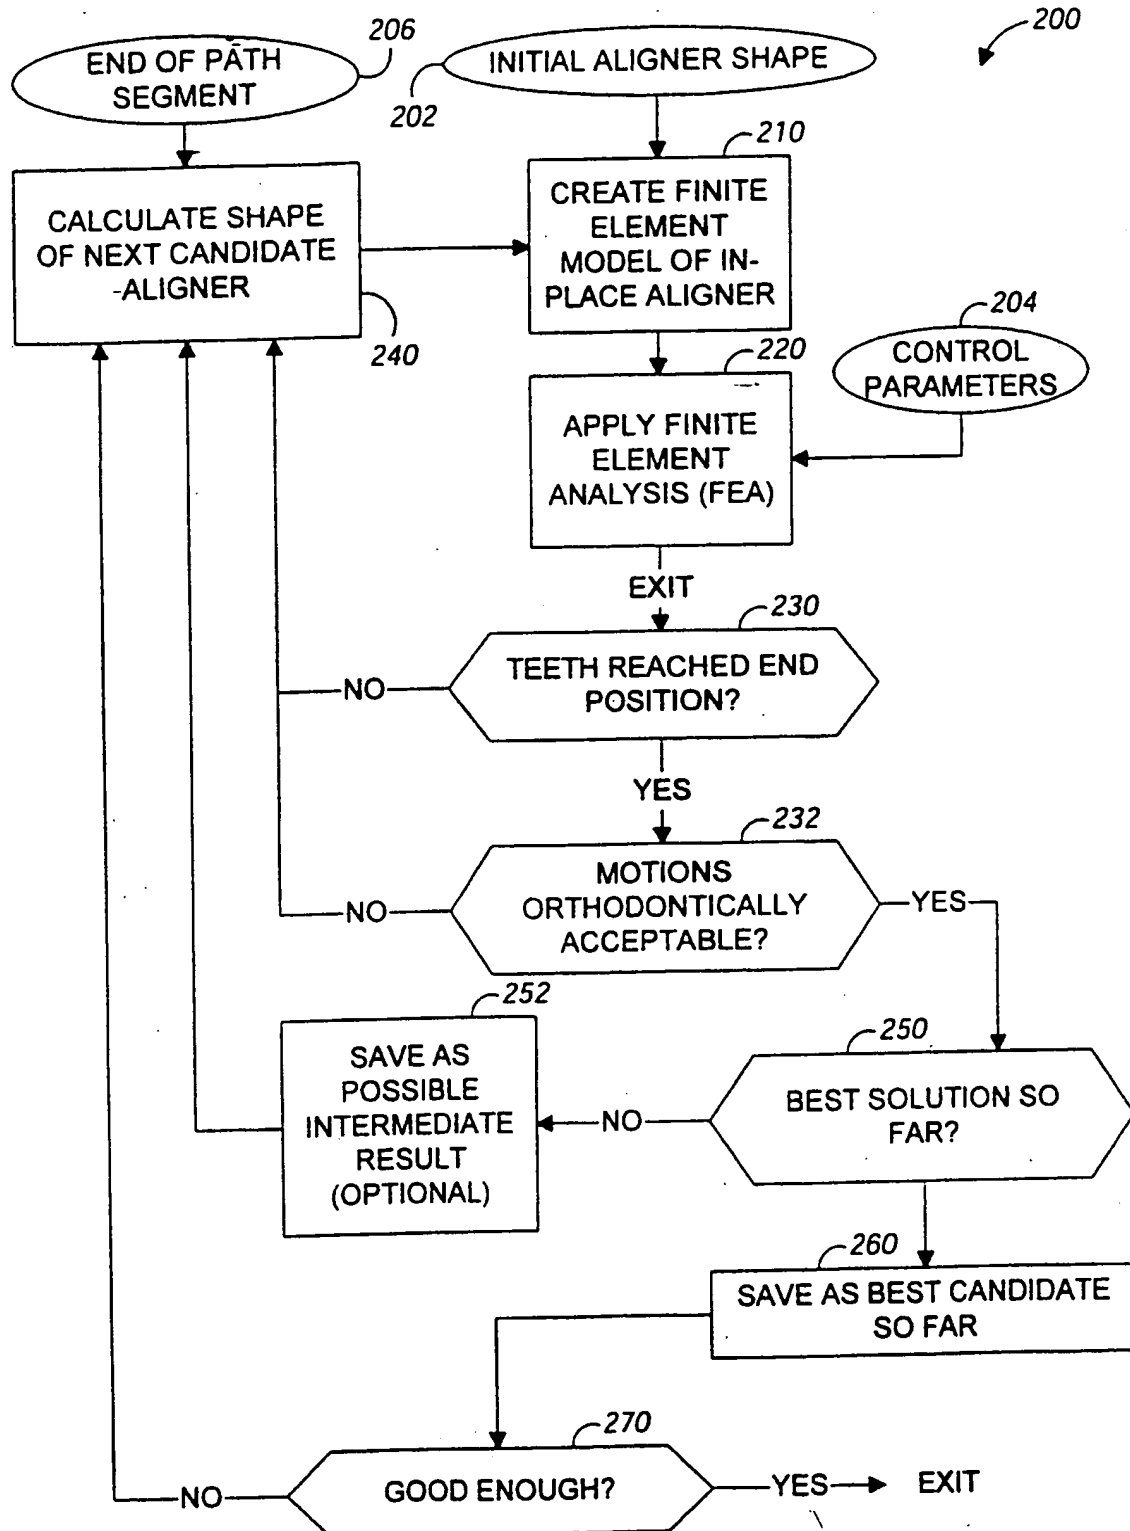 200
206
END OF PATH
SEGMENT
INITIAL ALIGNER SHAPE
202
210
CALCULATE SHAPE
OF NEXT CANDIDATE
-ALIGNER
240
CREATE FINITE
ELEMENT
MODEL OF IN-
PLACE ALIGNER
204
CONTROL
PARAMETERS
220
APPLY FINITE
ELEMENT
ANALYSIS (FEA)
EXIT
230
TEETH REACHED END
POSITION?
NO
YES
232
MOTIONS
ORTHODONTICALLY
ACCEPTABLE?
NO
YES
252
SAVE AS
POSSIBLE
INTERMEDIATE
RESULT
(OPTIONAL)
250
BEST SOLUTION SO
FAR?
NO
260
SAVE AS BEST CANDIDATE
SO FAR
270
GOOD ENOUGH?
NO
YES
EXIT